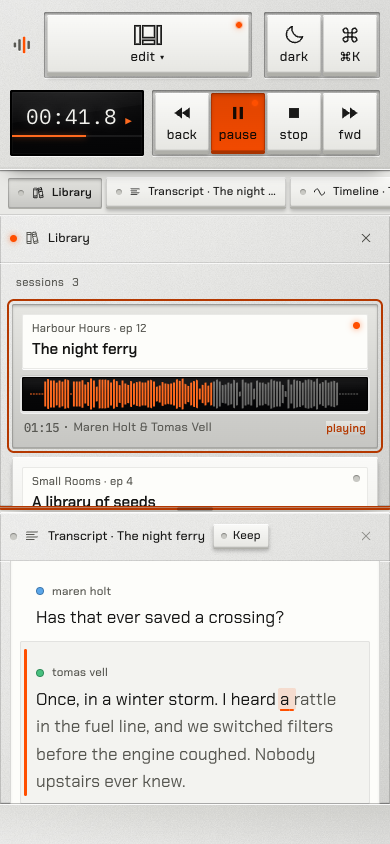 edit ▾
dark
⌘K
00:41.8 ▸
back
pause
stop
fwd
Library
Transcript · The night ...
Timeline · T
Library
sessions 3
Harbour Hours · ep 12
The night ferry
01:15 · Maren Holt & Tomas Vell
playing
Small Rooms · ep 4
A library of seeds
Transcript · The night ferry
Keep
maren holt
Has that ever saved a crossing?
tomas vell
Once, in a winter storm. I heard a rattle
in the fuel line, and we switched filters
before the engine coughed. Nobody
upstairs ever knew.